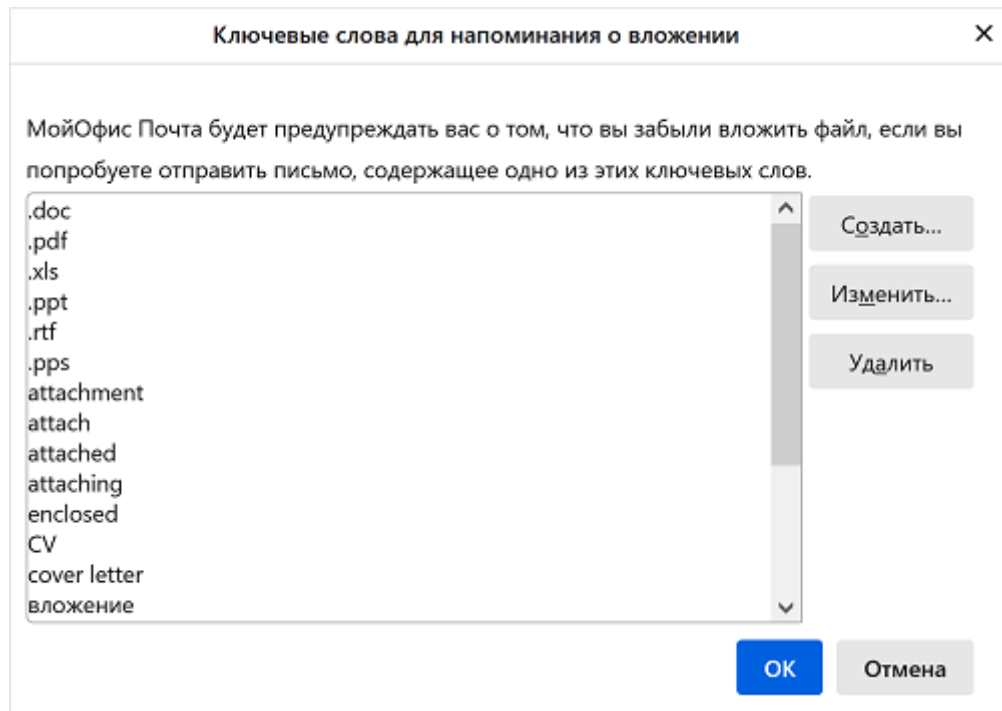 Ключевые слова для напоминания о вложении
МойОфис Почта будет предупреждать вас о том, что вы забыли вложить файл, если вы
попробуете отправить письмо, содержащее одно из этих ключевых слов.
.doc
.pdf
.xls
.ppt
.rtf
.pps
attachment
attach
attached
attaching
enclosed
CV
cover letter
вложение
Создать...
Изменить...
Удалить
ОК
Отмена